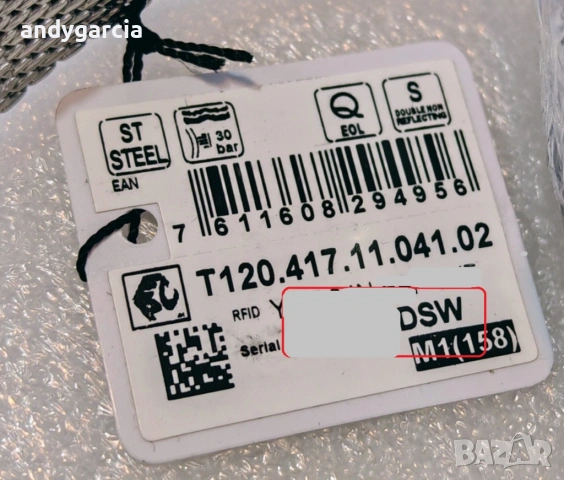 andygarcia
ST
STEEL
30
bar
Q
EOL
S
DOUBLE NON
REFLECTING
EAN
7 611608 294956
T120.417.11.041.02
RFID Y
DSW
Serial
M1(158)
BAZAR